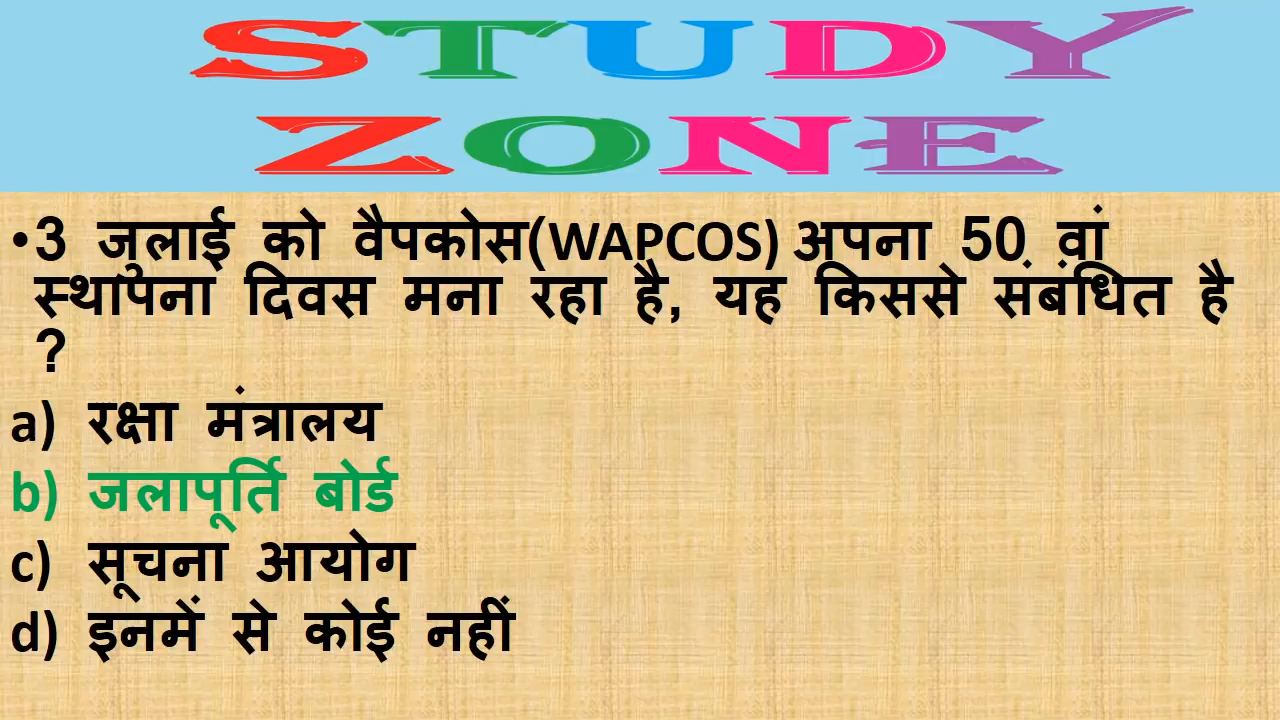 STUDY
ZONE
•3 जुलाई को वैपकोस(WAPCOS) अपना 50 वां
स्थापना दिवस मना रहा है, यह किससे संबंधित है
?
a) रक्षा मंत्रालय
b) जलापूर्ति बोर्ड
c) सूचना आयोग
d) इनमें से कोई नहीं